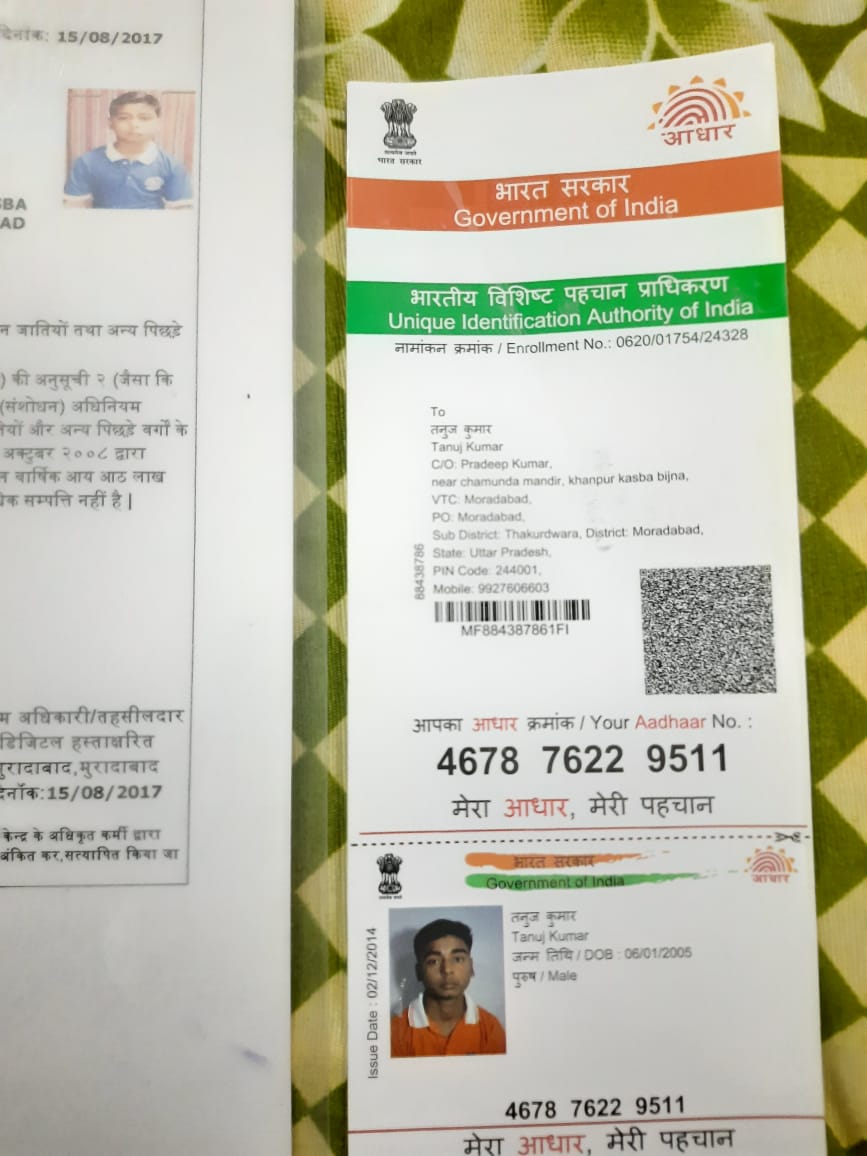 दिनांक: 15/08/2017
SBA
AD
न जातियों तथा अन्य पिछड़े
) की अनुसूची २ (जैसा कि
(संशोधन) अधिनियम
तियों और अन्य पिछड़े वर्गों के
अक्टुबर २००८ द्वारा
न वार्षिक आय आठ लाख
धिक सम्पत्ति नहीं है |
म अधिकारी/तहसीलदार
डिजिटल हस्ताक्षरित
मुरादाबाद,मुरादाबाद
दिनाँक:15/08/2017
केन्द्र के अधिकृत कर्मी द्वारा
अंकित कर,सत्यापित किया जा
सत्यमेव जयते
भारत सरकार
आधार
भारत सरकार
Government of India
भारतीय विशिष्ट पहचान प्राधिकरण
Unique Identification Authority of India
नामांकन क्रमांक / Enrollment No.: 0620/01754/24328
To
तनुज कुमार
Tanuj Kumar
C/O: Pradeep Kumar,
near chamunda mandir, khanpur kasba bijna,
VTC: Moradabad,
PO: Moradabad,
Sub District: Thakurdwara, District: Moradabad,
State: Uttar Pradesh,
PIN Code: 244001,
Mobile: 9927606603
88438786
MF884387861FI
आपका आधार क्रमांक / Your Aadhaar No. :
4678 7622 9511
मेरा आधार, मेरी पहचान
भारत सरकार
Government of India
आधार
Issue Date : 02/12/2014
तनुज कुमार
Tanuj Kumar
जन्म तिथि / DOB : 06/01/2005
पुरुष / Male
4678 7622 9511
मेरा आधार, मेरी पहचान